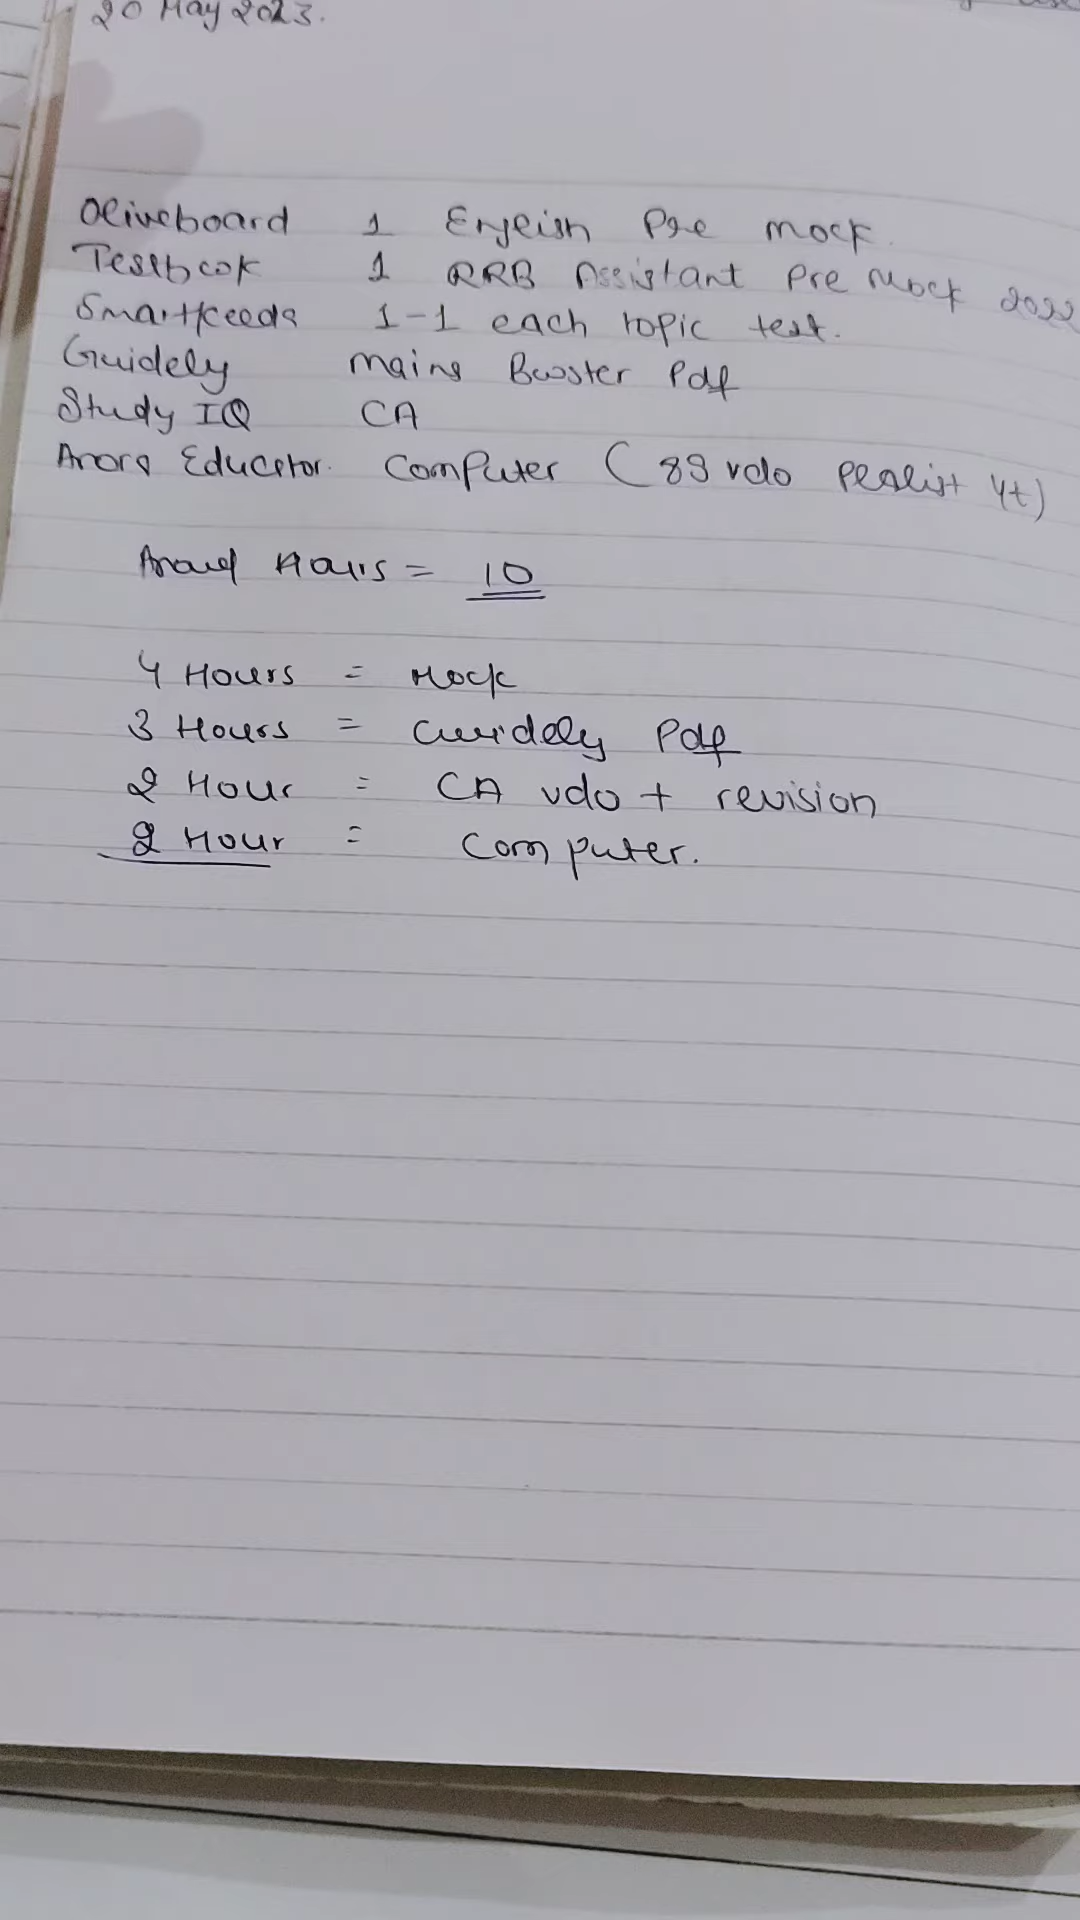 20 May 2023.
Oliveboard 1 English Pre mock.
Testbook 1 RRB Assistant Pre Mock 2022
Smartkeeda 1-1 each topic test.
Guidely mains Booster Pdf
Study IQ CA
Arora Educator. Computer (89 vdo playlist yt)
Hours = 10
4 Hours = Mock
3 Hours = Guidely Pdf
2 Hour = CA vdo + revision
2 Hour = Computer.